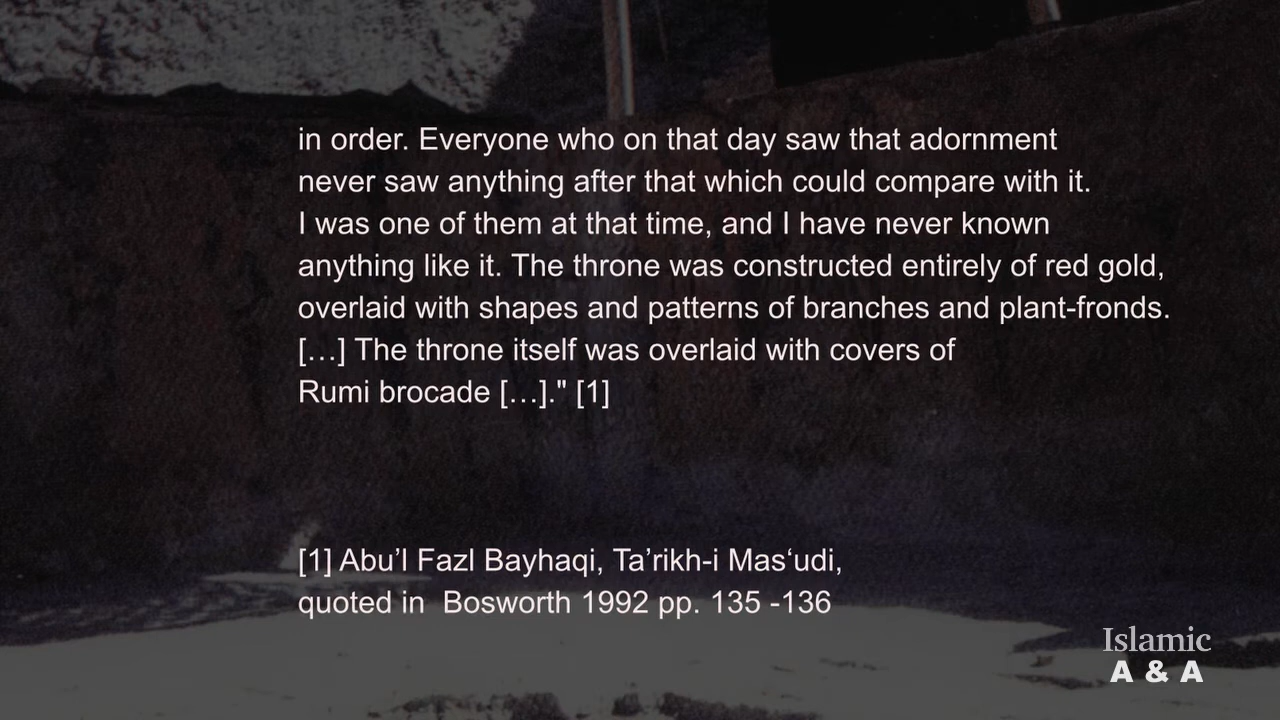 in order. Everyone who on that day saw that adornment
never saw anything after that which could compare with it.
I was one of them at that time, and I have never known
anything like it. The throne was constructed entirely of red gold,
overlaid with shapes and patterns of branches and plant-fronds.
[…] The throne itself was overlaid with covers of
Rumi brocade […]." [1]
[1] Abu’l Fazl Bayhaqi, Ta’rikh-i Mas‘udi,
quoted in  Bosworth 1992 pp. 135 -136
Islamic
A & A